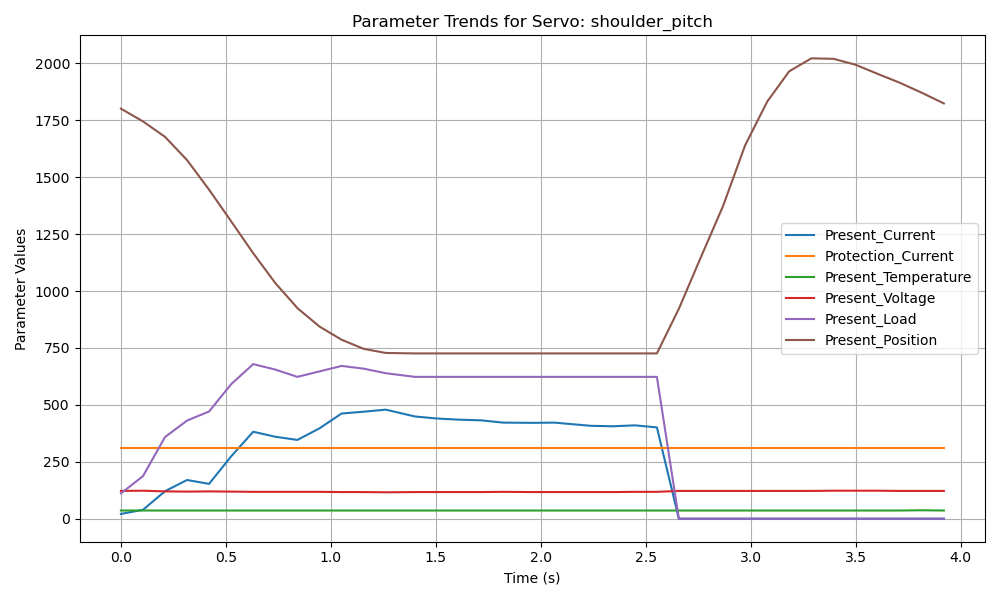 Parameter Trends for Servo: shoulder_pitch
Parameter Values
2000
1750
1500
1250
1000
750
500
250
0
Present_Current
Protection_Current
Present_Temperature
Present_Voltage
Present_Load
Present_Position
0.0 0.5 1.0 1.5 2.0 2.5 3.0 3.5 4.0
Time (s)